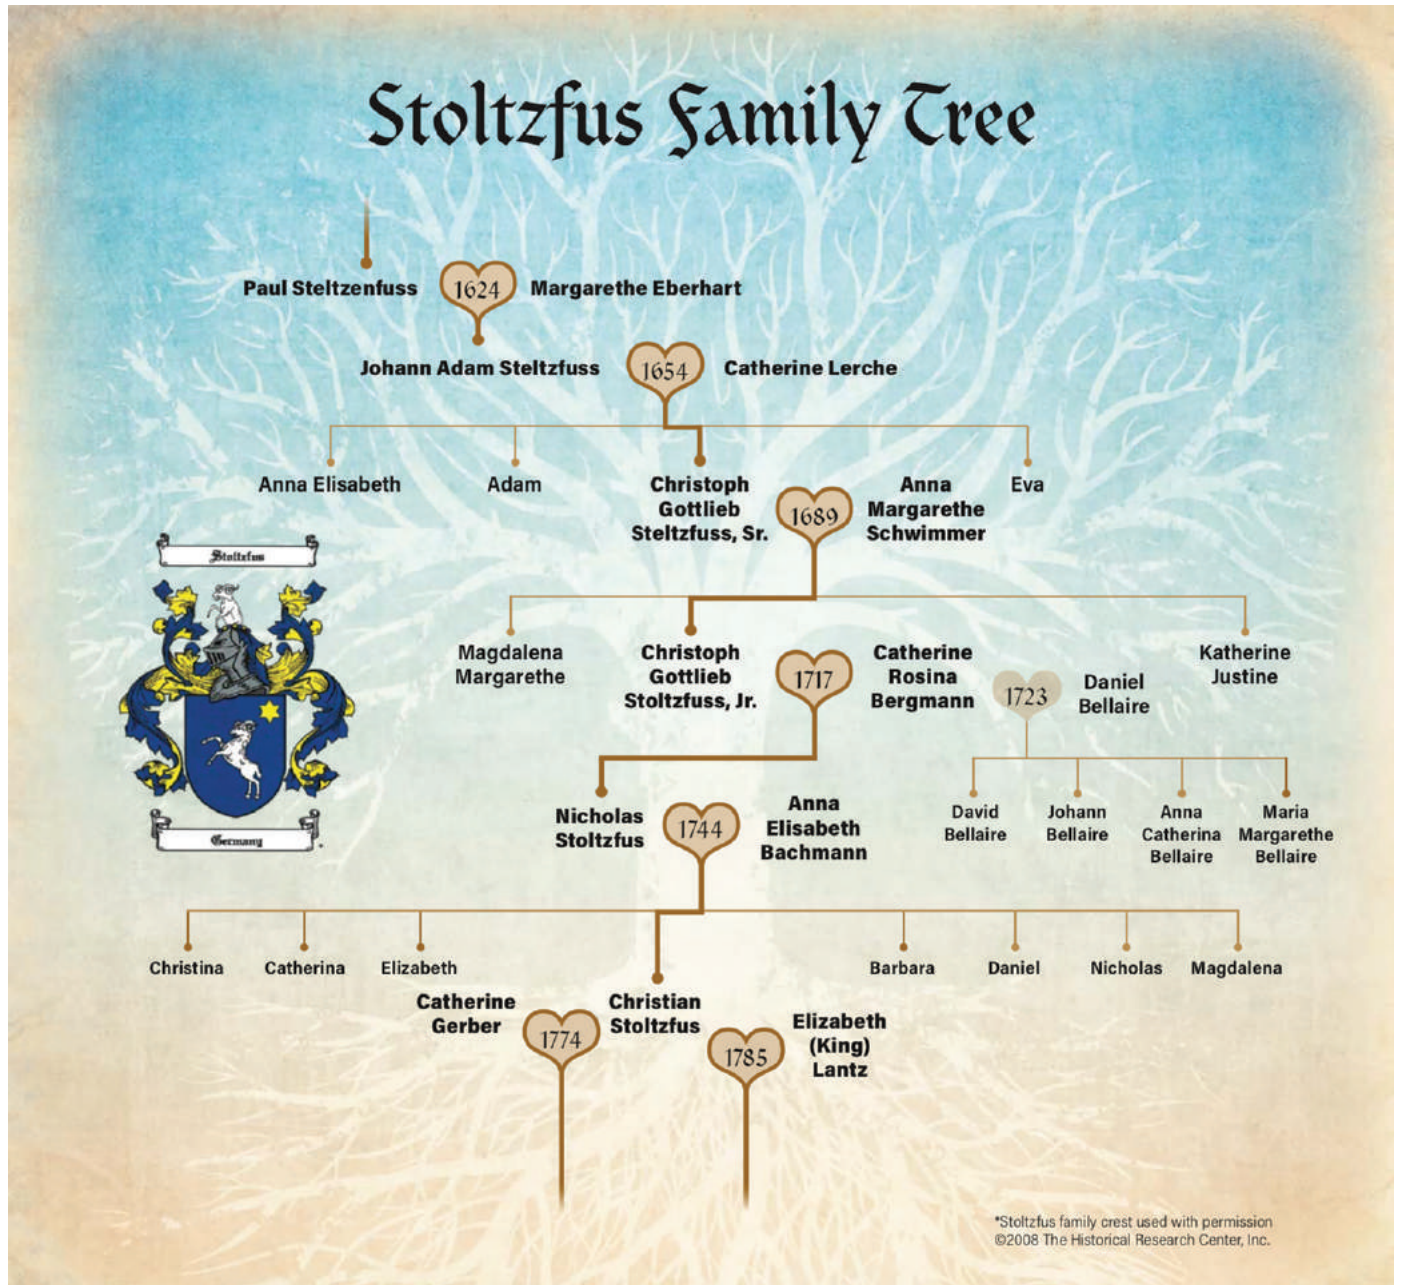 Stoltzfus Family Tree
Paul Steltzenfuss
1624
Margarethe Eberhart
Johann Adam Steltzfuss
1654
Catherine Lerche
Anna Elisabeth
Adam
Christoph
Gottlieb
Steltzfuss, Sr.
1689
Anna
Margarethe
Schwimmer
Eva
Stoltzfus
Germany
Magdalena
Margarethe
Christoph
Gottlieb
Stoltzfuss, Jr.
1717
Catherine
Rosina
Bergmann
1723
Daniel
Bellaire
Katherine
Justine
Nicholas
Stoltzfus
1744
Anna
Elisabeth
Bachmann
David
Bellaire
Johann
Bellaire
Anna
Catherina
Bellaire
Maria
Margarethe
Bellaire
Christina
Catherina
Elizabeth
Barbara
Daniel
Nicholas
Magdalena
Catherine
Gerber
1774
Christian
Stoltzfus
1785
Elizabeth
(King)
Lantz
*Stoltzfus family crest used with permission
©2008 The Historical Research Center, Inc.